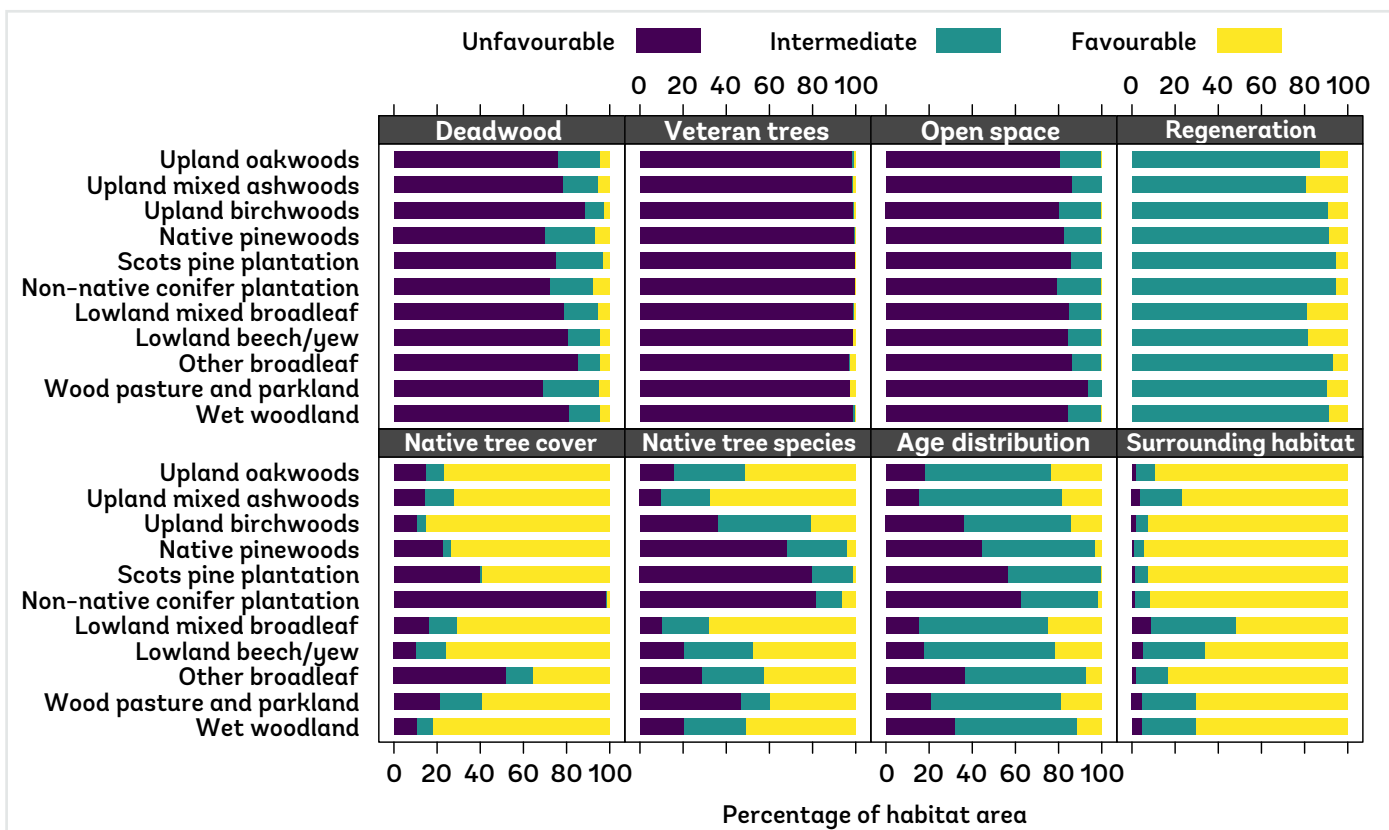 Unfavourable Intermediate Favourable
0 20 40 60 80 100 0 20 40 60 80 100
Deadwood Veteran trees Open space Regeneration
Upland oakwoods
Upland mixed ashwoods
Upland birchwoods
Native pinewoods
Scots pine plantation
Non-native conifer plantation
Lowland mixed broadleaf
Lowland beech/yew
Other broadleaf
Wood pasture and parkland
Wet woodland
Native tree cover Native tree species Age distribution Surrounding habitat
Upland oakwoods
Upland mixed ashwoods
Upland birchwoods
Native pinewoods
Scots pine plantation
Non-native conifer plantation
Lowland mixed broadleaf
Lowland beech/yew
Other broadleaf
Wood pasture and parkland
Wet woodland
0 20 40 60 80 100 0 20 40 60 80 100
Percentage of habitat area